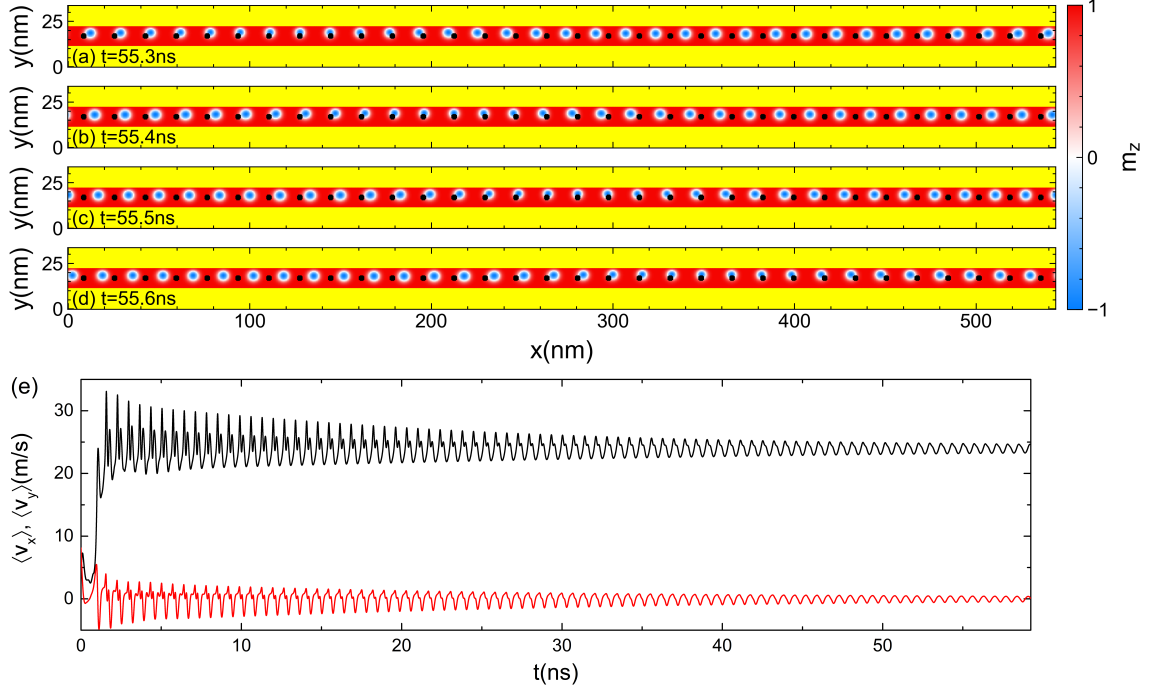 y(nm)
25
0
(a) t=55.3ns
y(nm)
25
0
(b) t=55.4ns
y(nm)
25
0
(c) t=55.5ns
y(nm)
25
0
(d) t=55.6ns
0 100 200 300 400 500
x(nm)
1
0
−1
m_z
(e)
⟨v_x⟩, ⟨v_y⟩(m/s)
30
20
10
0
0 10 20 30 40 50
t(ns)